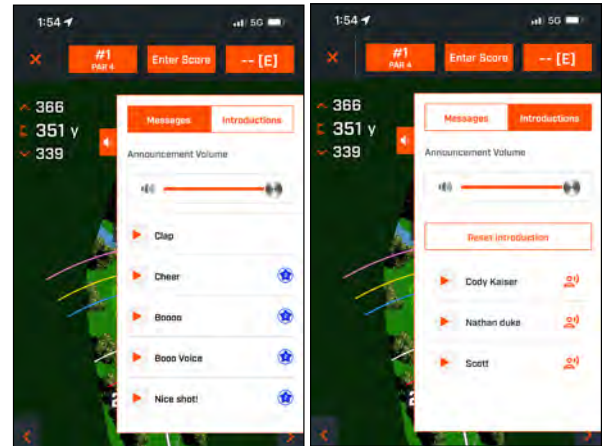 1:54
5G
#1
PAR 4
Enter Score
-- [E]
366
351 y
339
Messages
Introductions
Announcement Volume
Clap
Cheer
Boooo
Booo Voice
Nice shot!
1:54
5G
#1
PAR 4
Enter Score
-- [E]
366
351 y
339
Messages
Introductions
Announcement Volume
Reset Introduction
Cody Kaiser
Nathan duke
Scott